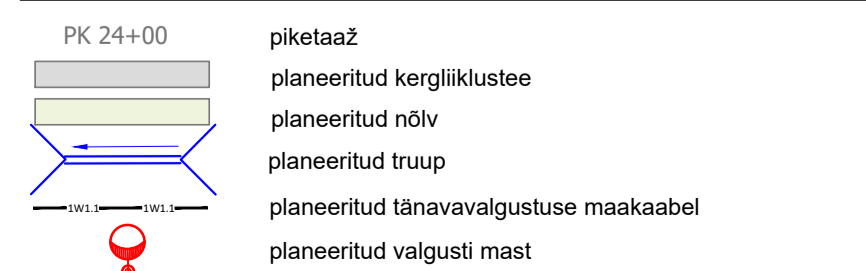 PK 24+00 piketaaž
planeeritud kergliiklustee
planeeritud nõlv
planeeritud truup
1W1.1 1W1.1 planeeritud tänavavalgustuse maakaabel
planeeritud valgusti mast